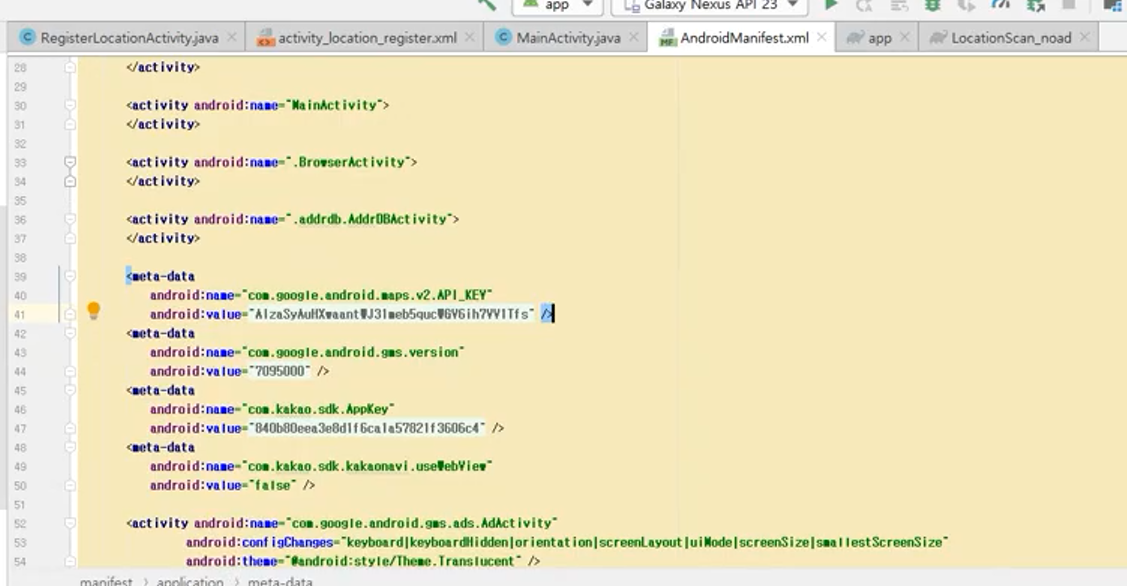 app Galaxy Nexus API 23
RegisterLocationActivity.java activity_location_register.xml MainActivity.java AndroidManifest.xml app LocationScan_noad
28 </activity>
29
30 <activity android:name="MainActivity">
31 </activity>
32
33 <activity android:name=".BrowserActivity">
34 </activity>
35
36 <activity android:name=".addrdb.AddrDBActivity">
37 </activity>
38
39 <meta-data
40 android:name="com.google.android.maps.v2.API_KEY"
41 android:value= />
42 <meta-data
43 android:name="com.google.android.gms.version"
44 android:value="7095000" />
45 <meta-data
46 android:name="com.kakao.sdk.AppKey"
47 android:value= />
48 <meta-data
49 android:name="com.kakao.sdk.kakaonavi.useWebView"
50 android:value="false" />
51
52 <activity android:name="com.google.android.gms.ads.AdActivity"
53 android:configChanges="keyboard|keyboardHidden|orientation|screenLayout|uiMode|screenSize|smallestScreenSize"
54 android:theme="@android:style/Theme.Translucent" />
manifest > application > meta-data